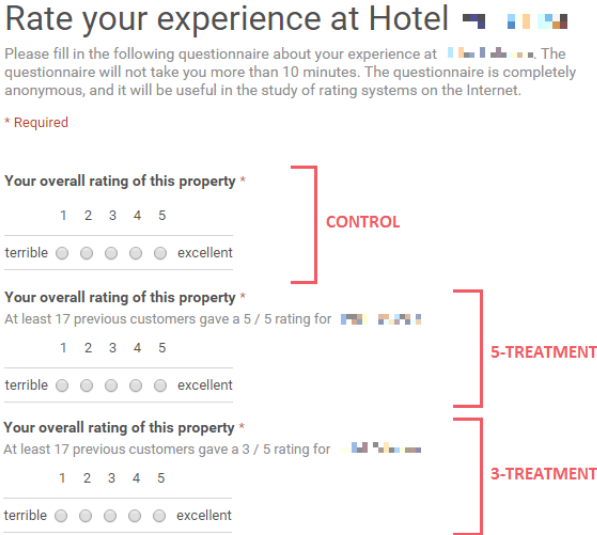 Rate your experience at Hotel
Please fill in the following questionnaire about your experience at . The
questionnaire will not take you more than 10 minutes. The questionnaire is completely
anonymous, and it will be useful in the study of rating systems on the Internet.
* Required
Your overall rating of this property *
1 2 3 4 5
CONTROL
terrible excellent
Your overall rating of this property *
At least 17 previous customers gave a 5 / 5 rating for
1 2 3 4 5
5-TREATMENT
terrible excellent
Your overall rating of this property *
At least 17 previous customers gave a 3 / 5 rating for
1 2 3 4 5
3-TREATMENT
terrible excellent